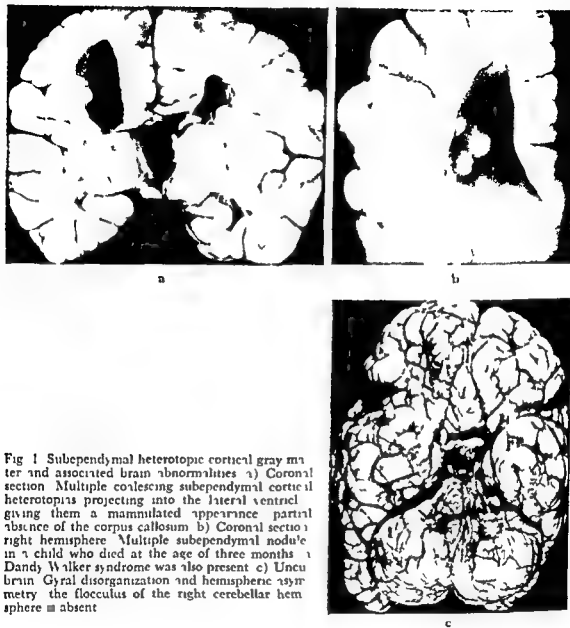 a
b
Fig 1 Subependymal heterotopic cortical gray ma
ter and associated brain abnormalities a) Coronal
section Multiple coalescing subependymal cortical
heterotopias projecting into the lateral ventricl
giving them a mammulated appearance partial
absence of the corpus callosum b) Coronal section
right hemisphere Multiple subependymal nodule
in a child who died at the age of three months a
Dandy Walker syndrome was also present c) Uncu
brain Gyral disorganization and hemispheric asym
metry the flocculus of the right cerebellar hem
sphere is absent
c